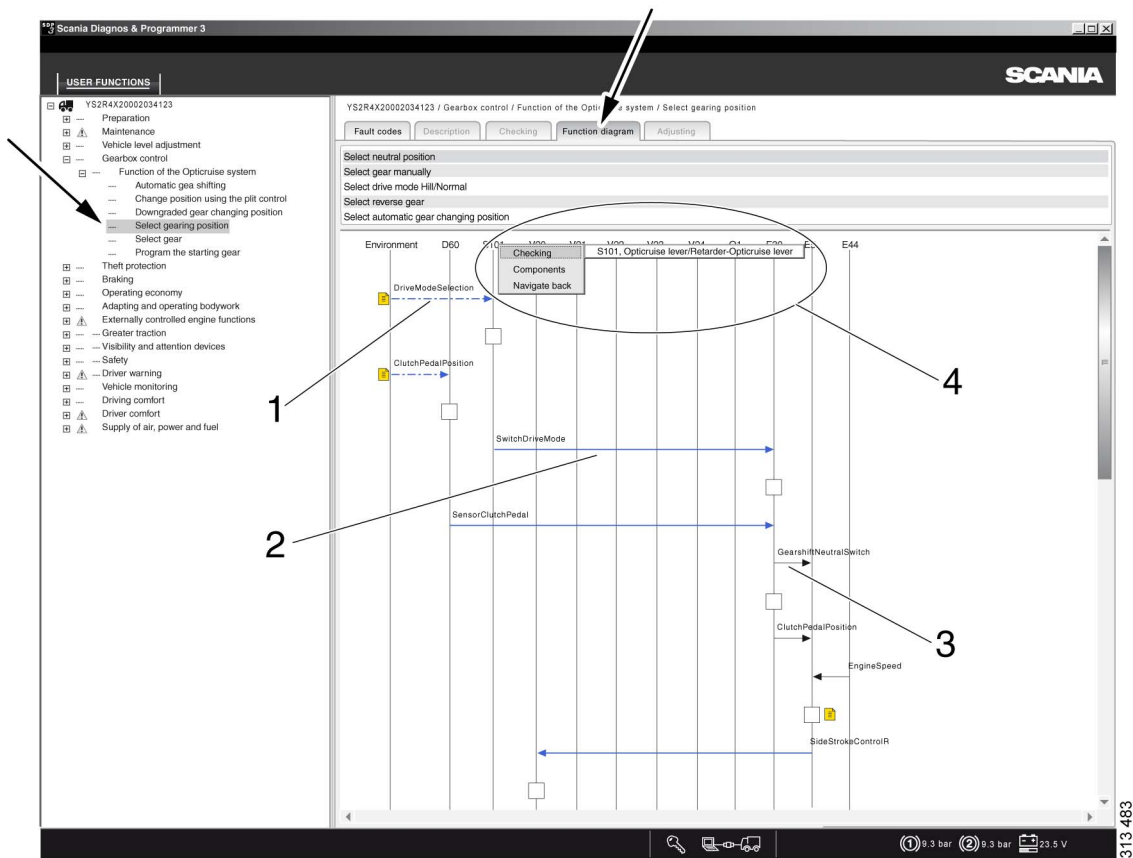 SDP 3 Scania Diagnos & Programmer 3
USER FUNCTIONS
SCANIA
YS2R4X20002034123
Preparation
Maintenance
Vehicle level adjustment
Gearbox control
Function of the Opticruise system
Automatic gea shifting
Change position using the plit control
Downgraded gear changing position
Select gearing position
Select gear
Program the starting gear
Theft protection
Braking
Operating economy
Adapting and operating bodywork
Externally controlled engine functions
Greater traction
Visibility and attention devices
Safety
Driver warning
Vehicle monitoring
Driving comfort
Driver comfort
Supply of air, power and fuel
YS2R4X20002034123 / Gearbox control / Function of the system / Select gearing position
Fault codes Description Checking Function diagram Adjusting
Select neutral position
Select gear manually
Select drive mode Hill/Normal
Select reverse gear
Select automatic gear changing position
Environment D60 S101 E44
Checking S101, Opticruise lever/Retarder-Opticruise lever
Components
Navigate back
DriveModeSelection
ClutchPedalPosition
SwitchDriveMode
SensorClutchPedal
GearshiftNeutralSwitch
ClutchPedalPosition
EngineSpeed
SideStrokeControlR
1
2
3
4
(1) 9.3 bar (2) 9.3 bar 23.5 V
313 483